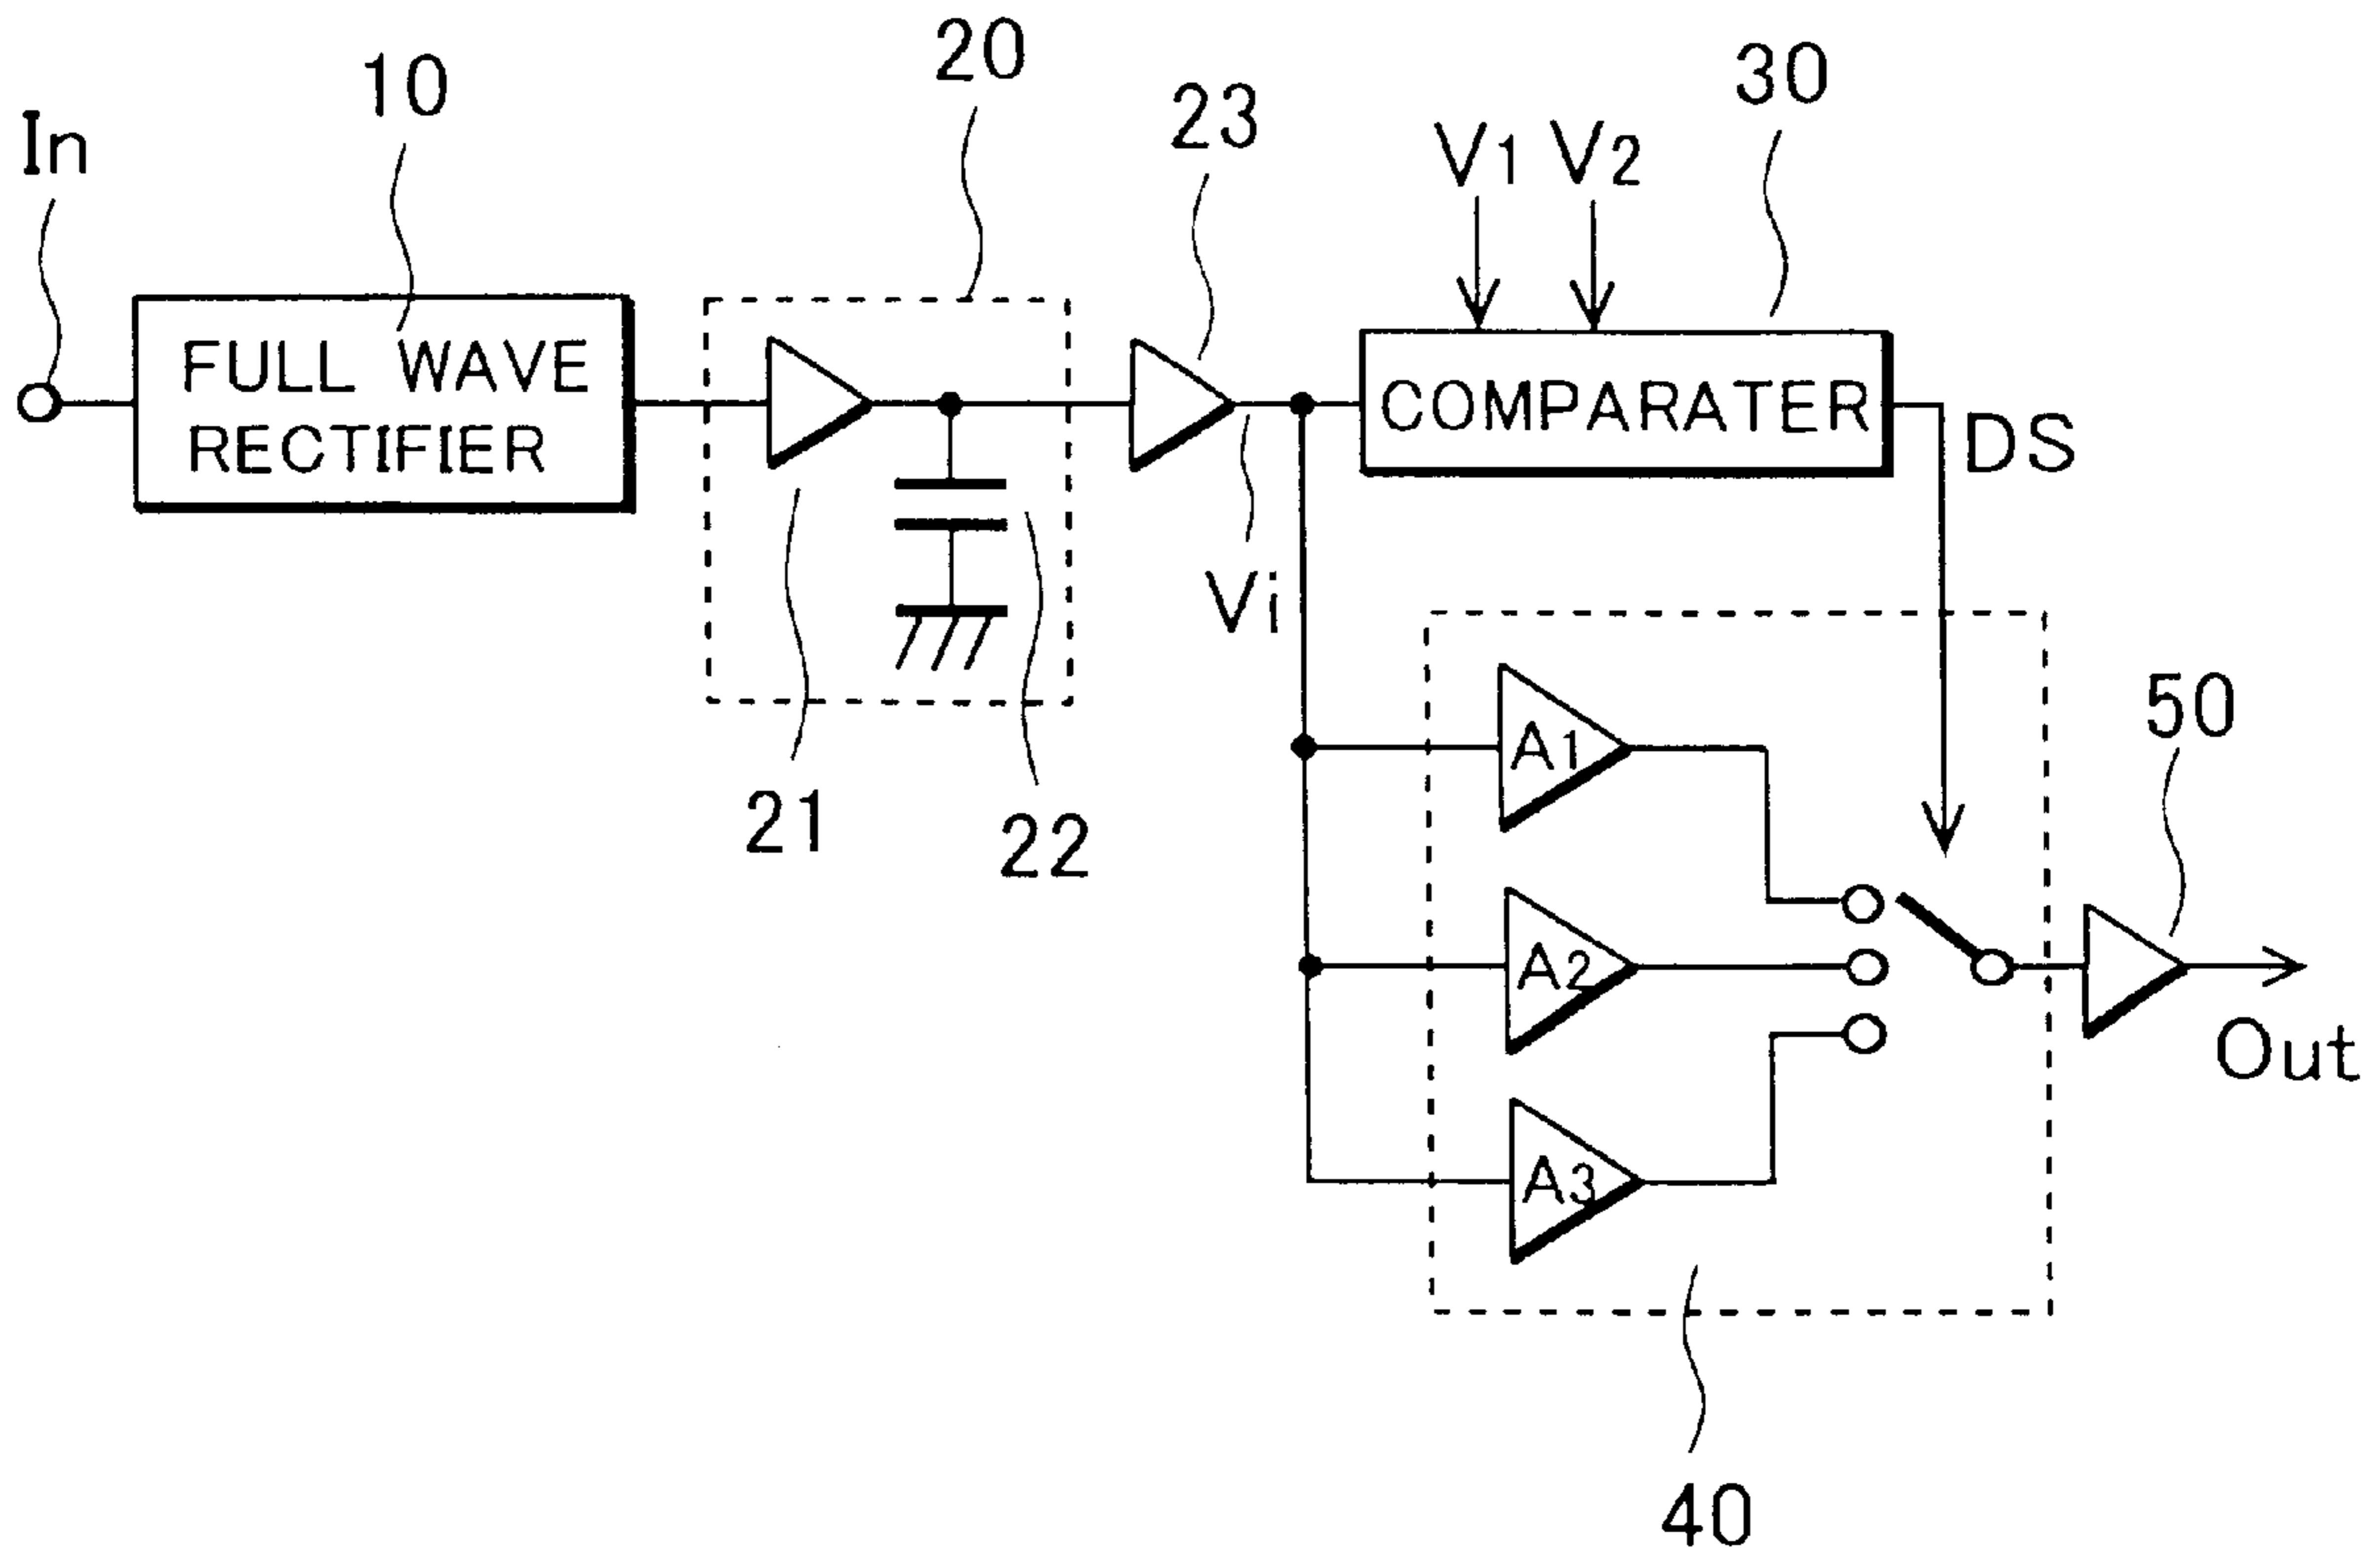 20
30
10
23
In
V1 V2
FULL WAVE
RECTIFIER
COMPARATER
DS
Vi
50
A1
21
22
A2
Out
A3
40